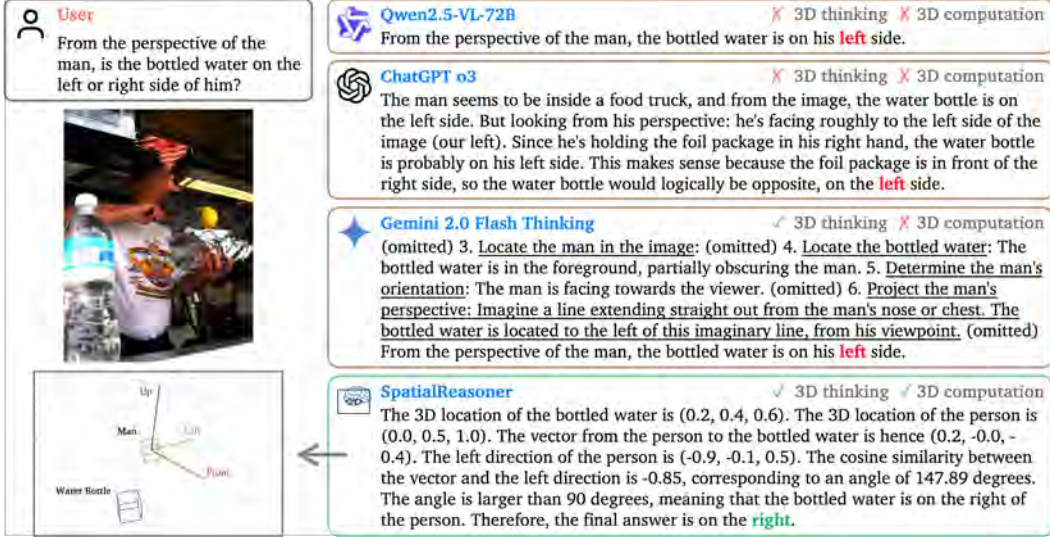 User
From the perspective of the
man, is the bottled water on the
left or right side of him?
Qwen2.5-VL-72B
✗ 3D thinking ✗ 3D computation
From the perspective of the man, the bottled water is on his left side.
ChatGPT o3
✗ 3D thinking ✗ 3D computation
The man seems to be inside a food truck, and from the image, the water bottle is on
the left side. But looking from his perspective: he's facing roughly to the left side of the
image (our left). Since he's holding the foil package in his right hand, the water bottle
is probably on his left side. This makes sense because the foil package is in front of the
right side, so the water bottle would logically be opposite, on the left side.
Gemini 2.0 Flash Thinking
✓ 3D thinking ✗ 3D computation
(omitted) 3. Locate the man in the image: (omitted) 4. Locate the bottled water: The
bottled water is in the foreground, partially obscuring the man. 5. Determine the man's
orientation: The man is facing towards the viewer. (omitted) 6. Project the man's
perspective: Imagine a line extending straight out from the man's nose or chest. The
bottled water is located to the left of this imaginary line, from his viewpoint. (omitted)
From the perspective of the man, the bottled water is on his left side.
SpatialReasoner
✓ 3D thinking ✓ 3D computation
The 3D location of the bottled water is (0.2, 0.4, 0.6). The 3D location of the person is
(0.0, 0.5, 1.0). The vector from the person to the bottled water is hence (0.2, -0.0, -
0.4). The left direction of the person is (-0.9, -0.1, 0.5). The cosine similarity between
the vector and the left direction is -0.85, corresponding to an angle of 147.89 degrees.
The angle is larger than 90 degrees, meaning that the bottled water is on the right of
the person. Therefore, the final answer is on the right.
Up
Man
Left
Front
Water Bottle